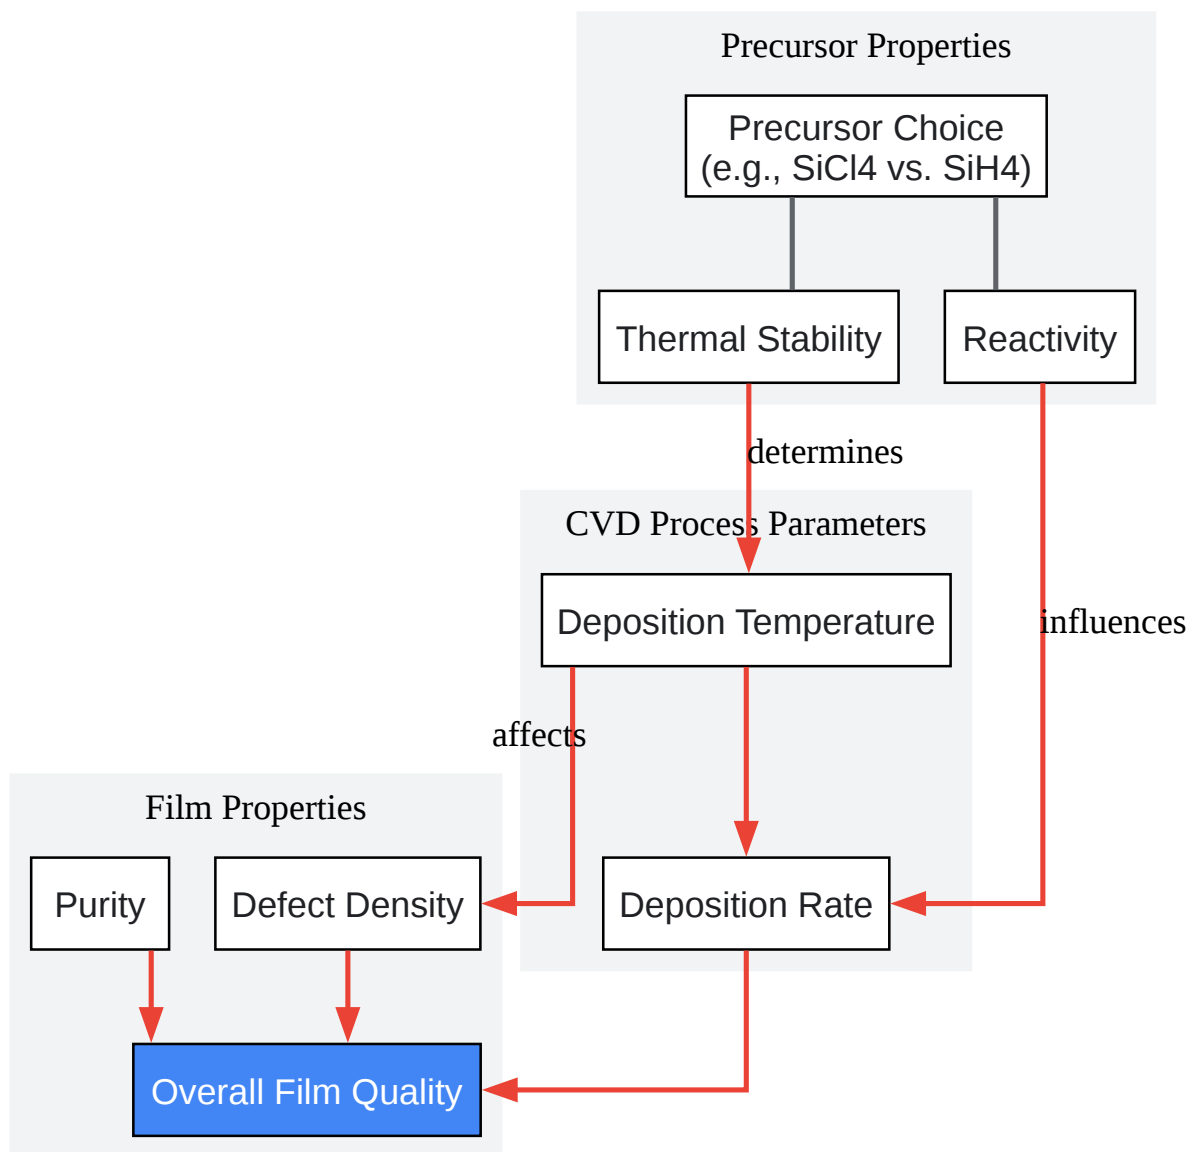 Precursor Properties
Precursor Choice
(e.g., SiCl4 vs. SiH4)
Thermal Stability
Reactivity
determines
CVD Process Parameters
Deposition Temperature
influences
affects
Film Properties
Purity
Defect Density
Deposition Rate
Overall Film Quality